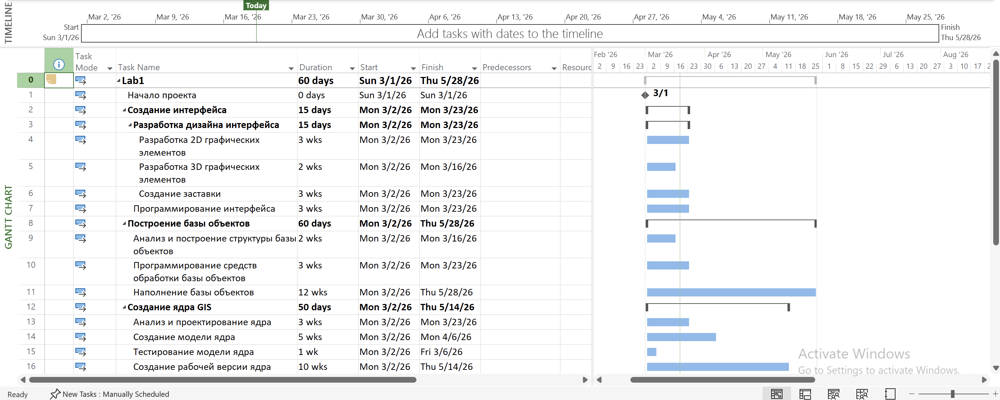 TIMELINE
Today
Mar 2, '26 Mar 9, '26 Mar 16, '26 Mar 23, '26 Mar 30, '26 Apr 6, '26 Apr 13, '26 Apr 20, '26 Apr 27, '26 May 4, '26 May 11, '26 May 18, '26 May 25, '26
Start
Sun 3/1/26
Add tasks with dates to the timeline
Finish
Thu 5/28/26
GANTT CHART
Task Mode Task Name Duration Start Finish Predecessors Resourc
Feb '26 Mar '26 Apr '26 May '26 Jun '26 Jul '26 Aug '26
2 9 16 23 2 9 16 23 30 6 13 20 27 4 11 18 25 1 8 15 22 29 6 13 20 27 3 10 17 2
0 Lab1 60 days Sun 3/1/26 Thu 5/28/26
1 Начало проекта 0 days Sun 3/1/26 Sun 3/1/26
3/1
2 Создание интерфейса 15 days Mon 3/2/26 Mon 3/23/26
3 Разработка дизайна интерфейса 15 days Mon 3/2/26 Mon 3/23/26
4 Разработка 2D графических 3 wks Mon 3/2/26 Mon 3/23/26
элементов
5 Разработка 3D графических 2 wks Mon 3/2/26 Mon 3/16/26
элементов
6 Создание заставки 3 wks Mon 3/2/26 Mon 3/23/26
7 Программирование интерфейса 3 wks Mon 3/2/26 Mon 3/23/26
8 Построение базы объектов 60 days Mon 3/2/26 Thu 5/28/26
9 Анализ и построение структуры базы 2 wks Mon 3/2/26 Mon 3/16/26
объектов
10 Программирование средств 3 wks Mon 3/2/26 Mon 3/23/26
обработки базы объектов
11 Наполнение базы объектов 12 wks Mon 3/2/26 Thu 5/28/26
12 Создание ядра GIS 50 days Mon 3/2/26 Thu 5/14/26
13 Анализ и проектирование ядра 3 wks Mon 3/2/26 Mon 3/23/26
14 Создание модели ядра 5 wks Mon 3/2/26 Mon 4/6/26
15 Тестирование модели ядра 1 wk Mon 3/2/26 Fri 3/6/26
16 Создание рабочей версии ядра 10 wks Mon 3/2/26 Thu 5/14/26
Activate Windows
Go to Settings to activate Windows.
Ready New Tasks : Manually Scheduled